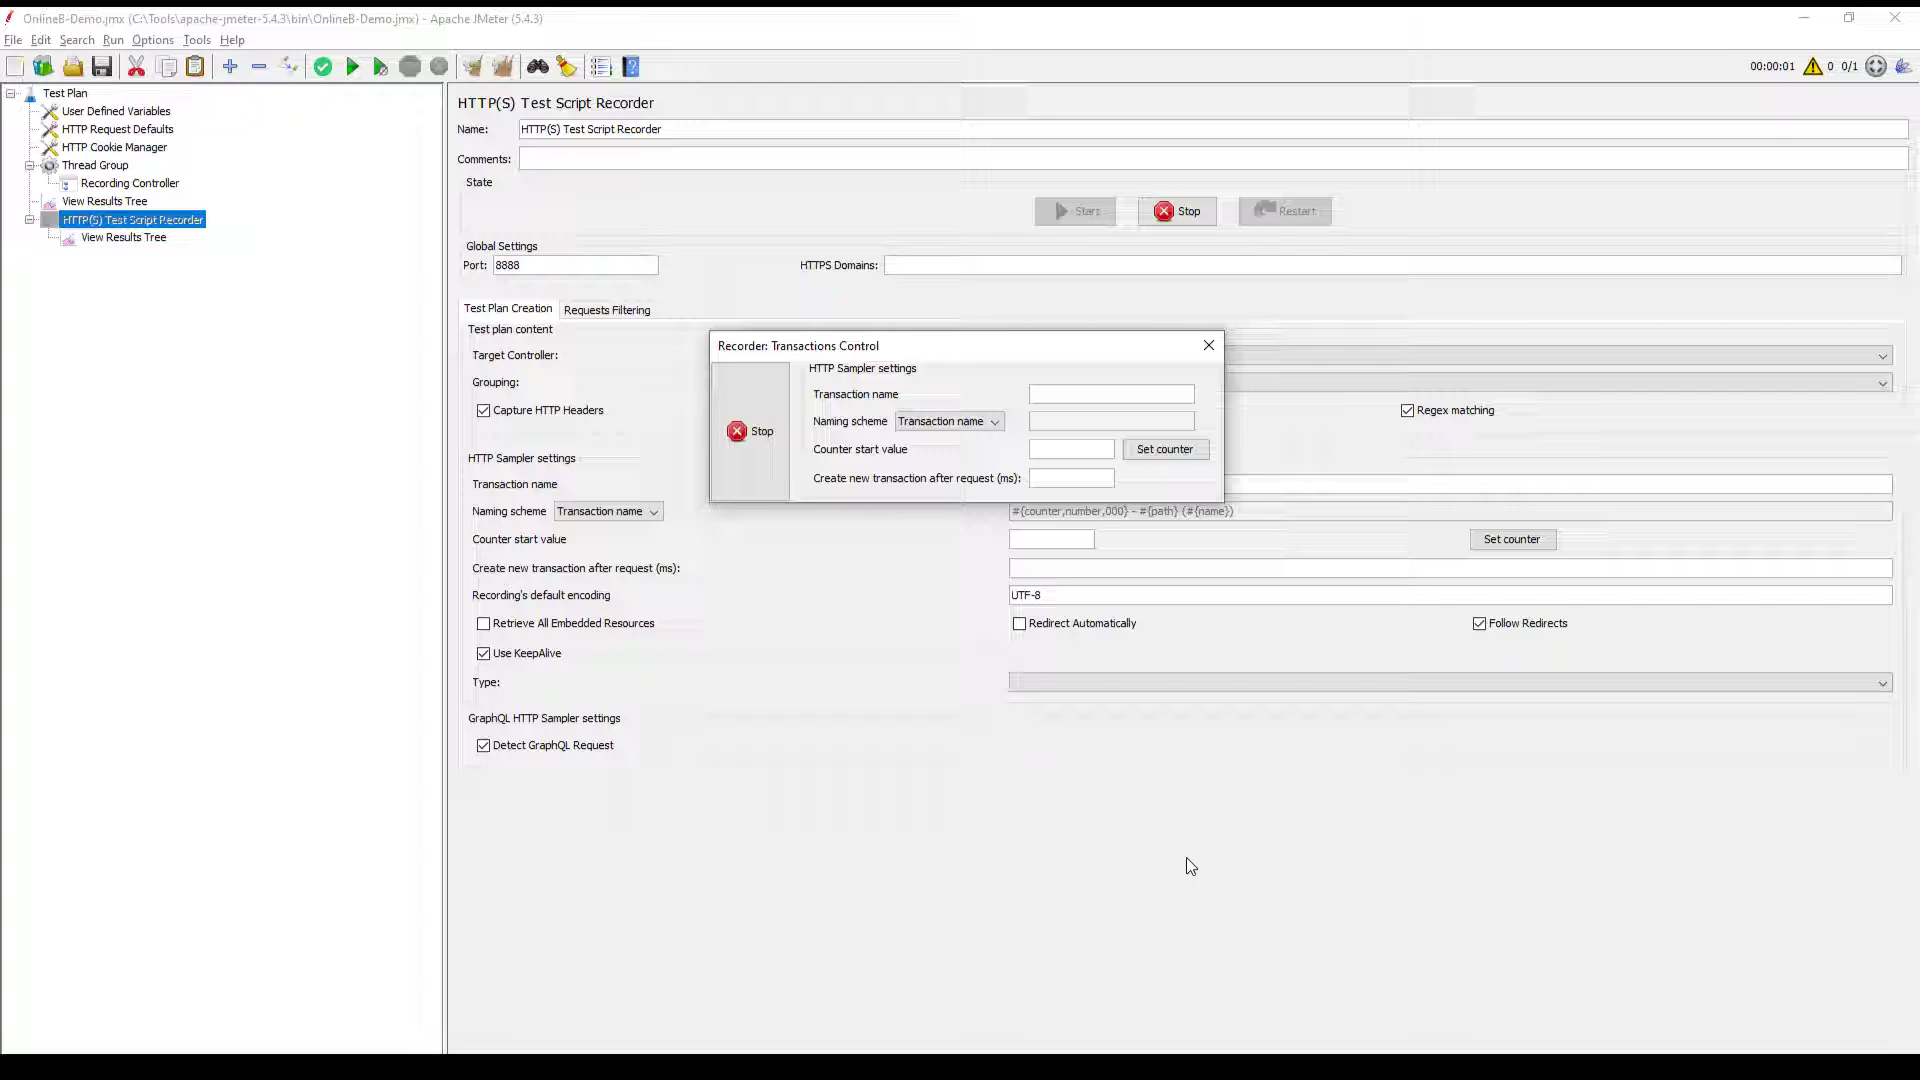 OnlineB-Demo.jmx (C:\Tools\apache-jmeter-5.4.3\bin\OnlineB-Demo.jmx) - Apache JMeter (5.4.3)
File Edit Search Run Options Tools Help
00:00:01 0 0/1
Test Plan
User Defined Variables
HTTP Request Defaults
HTTP Cookie Manager
Thread Group
Recording Controller
View Results Tree
HTTP(S) Test Script Recorder
View Results Tree
HTTP(S) Test Script Recorder
Name: HTTP(S) Test Script Recorder
Comments:
State
Start Stop Restart
Global Settings
Port: 8888 HTTPS Domains:
Test Plan Creation Requests Filtering
Test plan content
Target Controller:
Grouping:
Capture HTTP Headers Regex matching
Recorder: Transactions Control
Stop
HTTP Sampler settings
Transaction name
Naming scheme Transaction name
Counter start value Set counter
Create new transaction after request (ms):
HTTP Sampler settings
Transaction name
Naming scheme Transaction name #{counter,number,000} - #{path} (#{name})
Counter start value Set counter
Create new transaction after request (ms):
Recording's default encoding UTF-8
Retrieve All Embedded Resources Redirect Automatically Follow Redirects
Use KeepAlive
Type:
GraphQL HTTP Sampler settings
Detect GraphQL Request